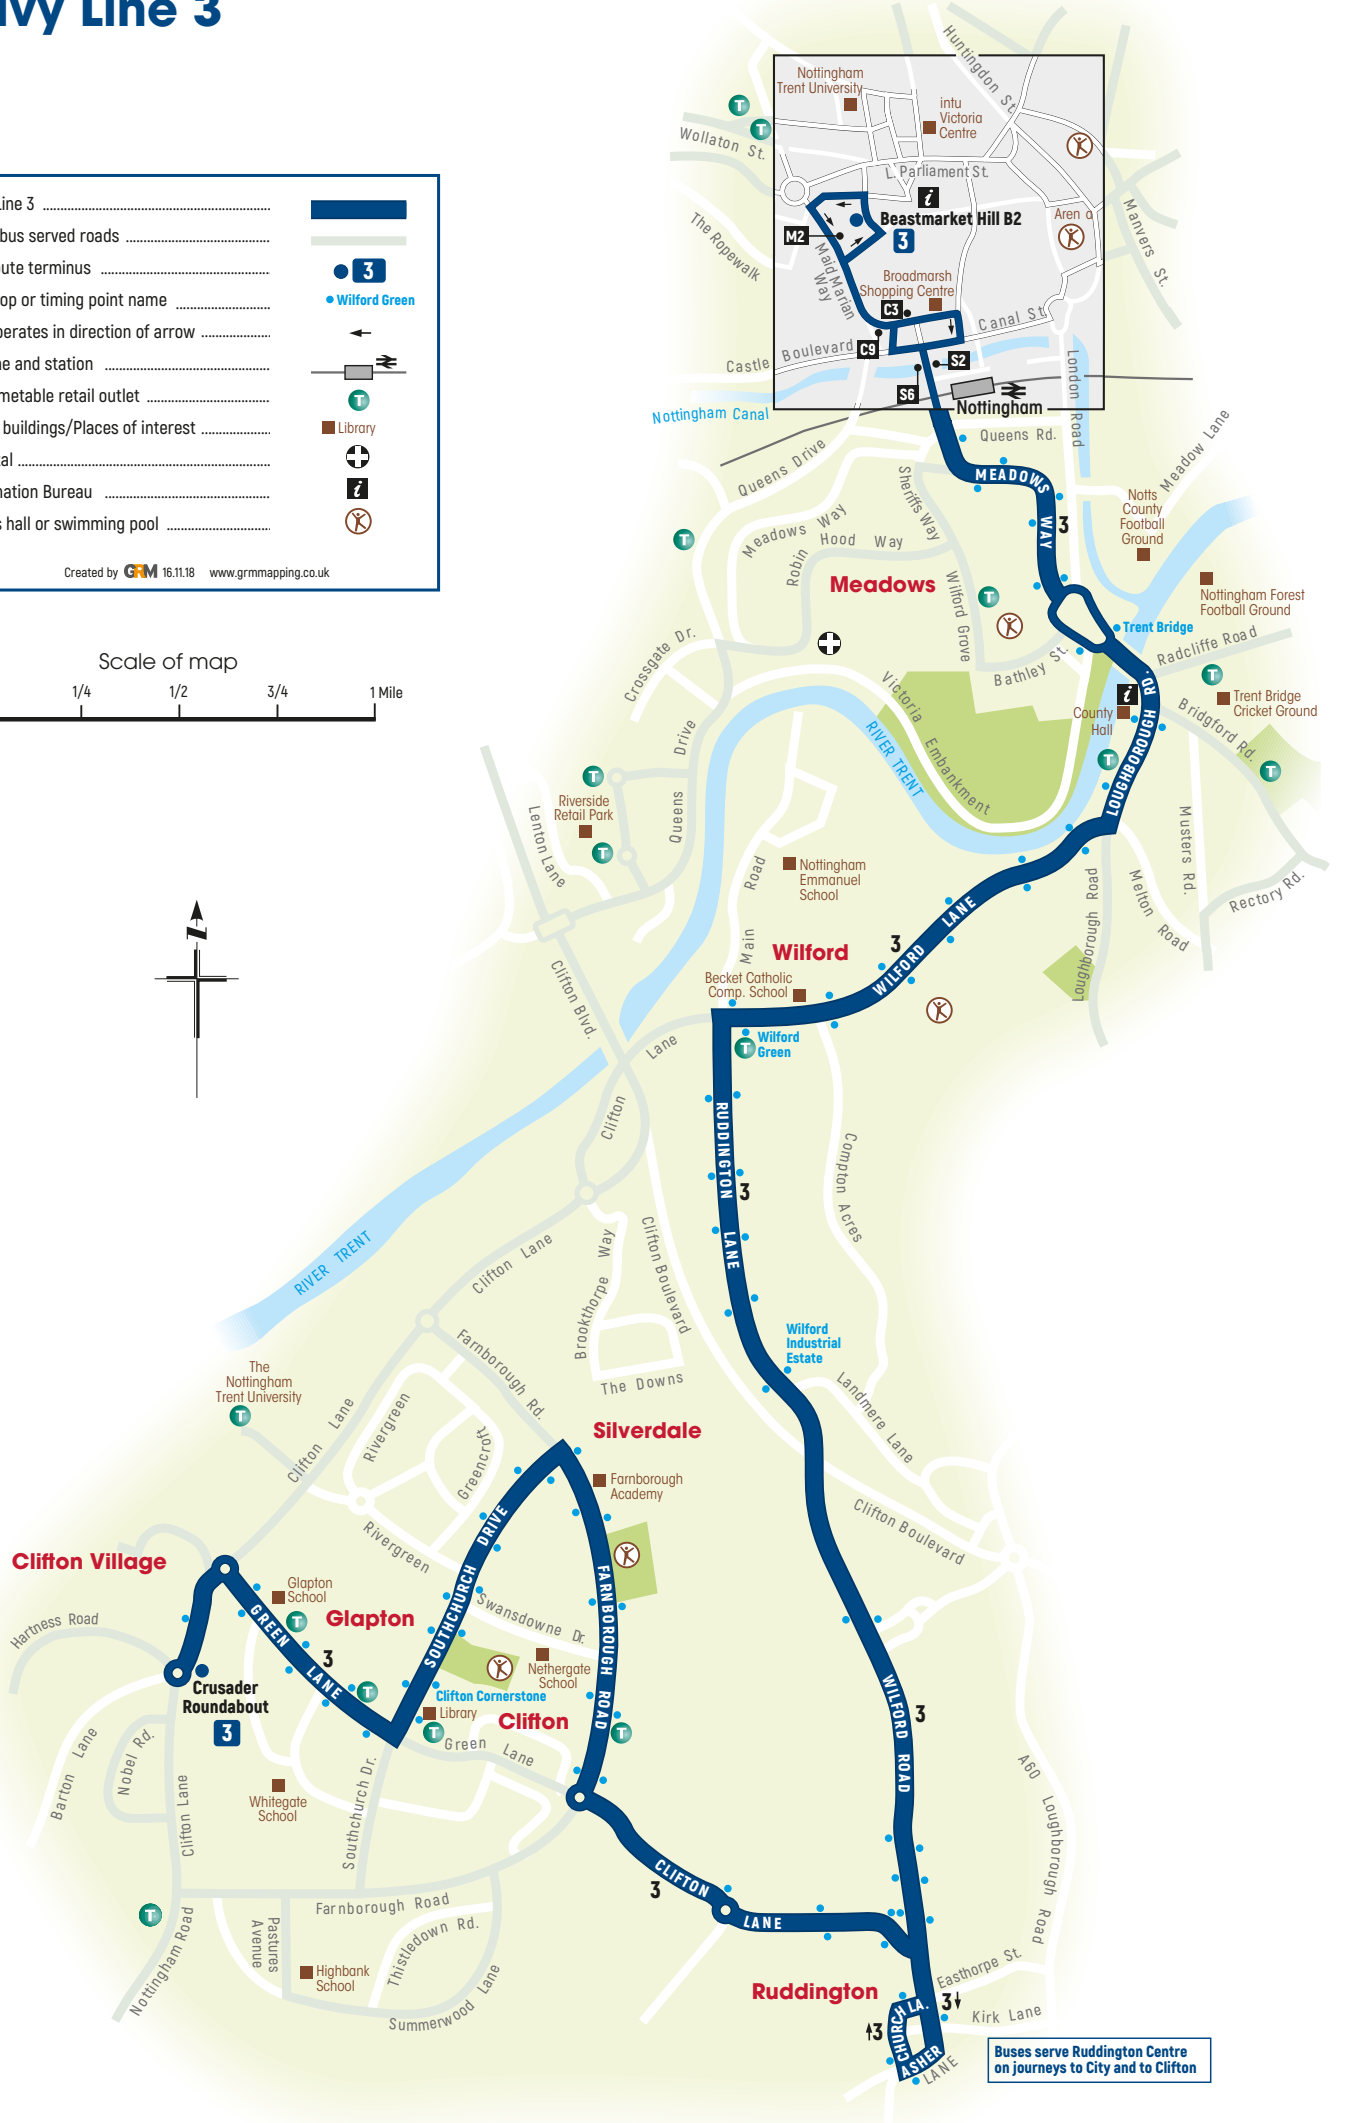 vy Line 3
Line 3
bus served roads
ute terminus
3
op or timing point name
Wilford Green
perates in direction of arrow
ne and station
metable retail outlet
T
buildings/Places of interest
Library
tal
nation Bureau
i
s hall or swimming pool
Created by GRM 16.11.18 www.grmmapping.co.uk
Scale of map
1/4 1/2 3/4 1 Mile
N
Huntingdon St.
Nottingham
Trent University
intu
Victoria
Centre
Wollaton St.
L. Parliament St.
Beastmarket Hill B2
3
M2
Arena
Manvers St.
The Ropewalk
Maid Marian
Way
Broadmarsh
Shopping Centre
C3
C9
Canal St.
Castle Boulevard
S2
S6
London Road
Nottingham
Nottingham Canal
Queens Rd.
Queens Drive
MEADOWS
WAY
3
Sheriffs Way
Meadow Lane
Notts
County
Football
Ground
Meadows Way
Robin Hood Way
Meadows
Wilford Grove
Nottingham Forest
Football Ground
Trent Bridge
Radcliffe Road
Bathley St.
Crossgate Dr.
Victoria Embankment
RIVER TRENT
County
Hall
LOUGHBOROUGH RD.
Trent Bridge
Cricket Ground
Bridgford Rd.
Queens Drive
Riverside
Retail Park
Lenton Lane
Nottingham
Emmanuel
School
Main Road
Musters Rd.
Melton Road
Loughborough Road
Rectory Rd.
Wilford
WILFORD LANE
3
Becket Catholic
Comp. School
Clifton Blvd.
Wilford
Green
Clifton Lane
RUDDINGTON LANE
3
Compton Acres
RIVER TRENT
Clifton Lane
Brookthorpe Way
Clifton Boulevard
The Downs
Wilford
Industrial
Estate
Landmere Lane
Farnborough Rd.
The
Nottingham
Trent University
Clifton Lane
Rivergreen
Greencroft
Silverdale
Farnborough
Academy
Clifton Boulevard
Rivergreen
SOUTHCHURCH DRIVE
Clifton Village
Glapton
School
Glapton
GREEN LANE
3
Hartness Road
Swansdowne Dr.
FARNBOROUGH ROAD
Nethergate
School
Clifton Cornerstone
Library
Clifton
Crusader
Roundabout
3
Green Lane
WILFORD ROAD
3
Barton Lane
Nobel Rd.
Clifton Lane
Whitegate
School
Southchurch Dr.
A60 Loughborough Road
CLIFTON LANE
3
Farnborough Road
Nottingham Road
Pastures
Avenue
Thistledown Rd.
Highbank
School
Summerwood Lane
Easthorpe St.
Ruddington
CHURCH LA.
3
3
Kirk Lane
ASHER
LANE
Buses serve Ruddington Centre
on journeys to City and to Clifton